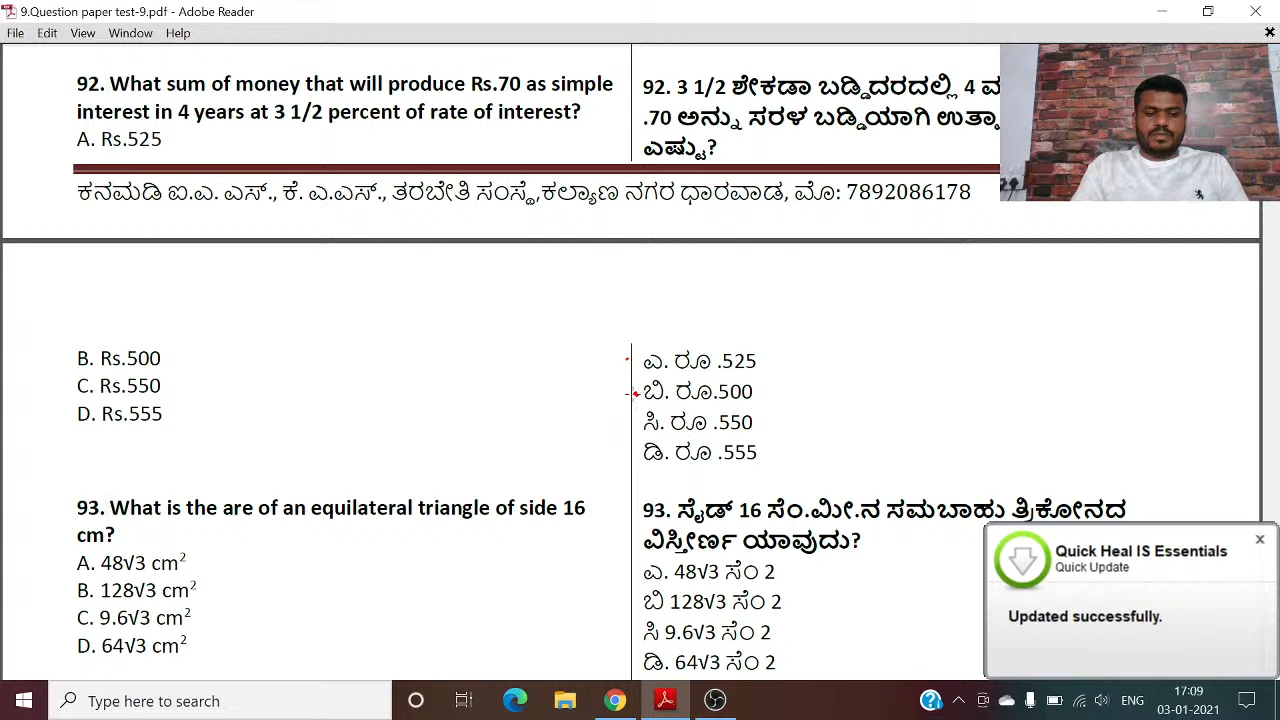 9.Question paper test-9.pdf - Adobe Reader
File Edit View Window Help
92. What sum of money that will produce Rs.70 as simple
interest in 4 years at 3 1/2 percent of rate of interest?
A. Rs.525
92. 3 1/2 ಶೇಕಡಾ ಬಡ್ಡಿದರದಲ್ಲಿ 4
.70 ಅನ್ನು ಸರಳ ಬಡ್ಡಿಯಾಗಿ
ಎಷ್ಟು?
ಕನಮಡಿ ಐ.ಎ. ಎಸ್., ಕೆ. ಎ.ಎಸ್., ತರಬೇತಿ ಸಂಸ್ಥೆ,ಕಲ್ಯಾಣ ನಗರ ಧಾರವಾಡ, ಮೊ: 7892086178
B. Rs.500
C. Rs.550
D. Rs.555
ಎ. ರೂ .525
ಬಿ. ರೂ.500
ಸಿ. ರೂ .550
ಡಿ. ರೂ .555
93. What is the are of an equilateral triangle of side 16
cm?
A. 48√3 cm²
B. 128√3 cm²
C. 9.6√3 cm²
D. 64√3 cm²
93. ಸೈಡ್ 16 ಸೆಂ.ಮೀ.ನ ಸಮಬಾಹು ತ್ರಿಕೋನದ
ವಿಸ್ತೀರ್ಣ ಯಾವುದು?
ಎ. 48√3 ಸೆಂ 2
ಬಿ 128√3 ಸೆಂ 2
ಸಿ 9.6√3 ಸೆಂ 2
ಡಿ. 64√3 ಸೆಂ 2
Quick Heal IS Essentials
Quick Update
Updated successfully.
Type here to search
ENG
17:09
03-01-2021